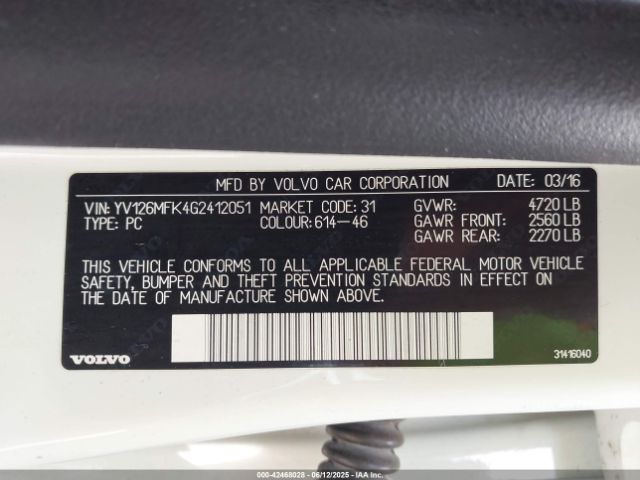 MFD BY VOLVO CAR CORPORATION DATE: 03/16
VIN: YV126MFK4G2412051 MARKET CODE: 31 GVWR: 4720 LB
TYPE: PC COLOUR: 614-46 GAWR FRONT: 2560 LB
GAWR REAR: 2270 LB
THIS VEHICLE CONFORMS TO ALL APPLICABLE FEDERAL MOTOR VEHICLE
SAFETY, BUMPER AND THEFT PREVENTION STANDARDS IN EFFECT ON
THE DATE OF MANUFACTURE SHOWN ABOVE.
VOLVO 31416040
000-42468028 - 06/12/2025 - IAA Inc.